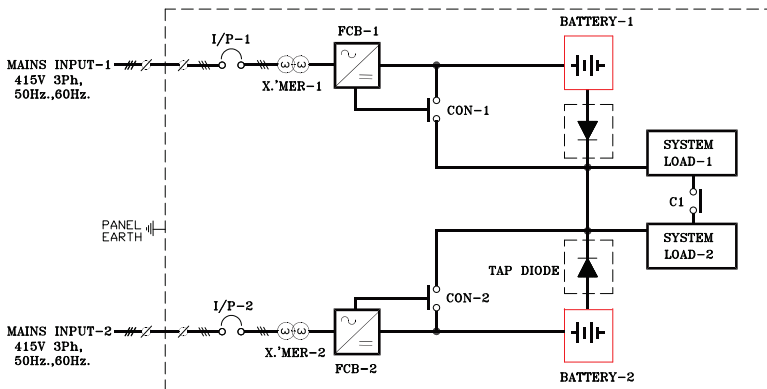 BATTERY-1
FCB-1
I/P-1
MAINS INPUT-1
415V 3Ph,
50Hz.,60Hz.
X.'MER-1
CON-1
SYSTEM
LOAD-1
C1
PANEL
EARTH
SYSTEM
LOAD-2
TAP DIODE
CON-2
I/P-2
MAINS INPUT-2
415V 3Ph,
50Hz.,60Hz.
X.'MER-2
FCB-2
BATTERY-2